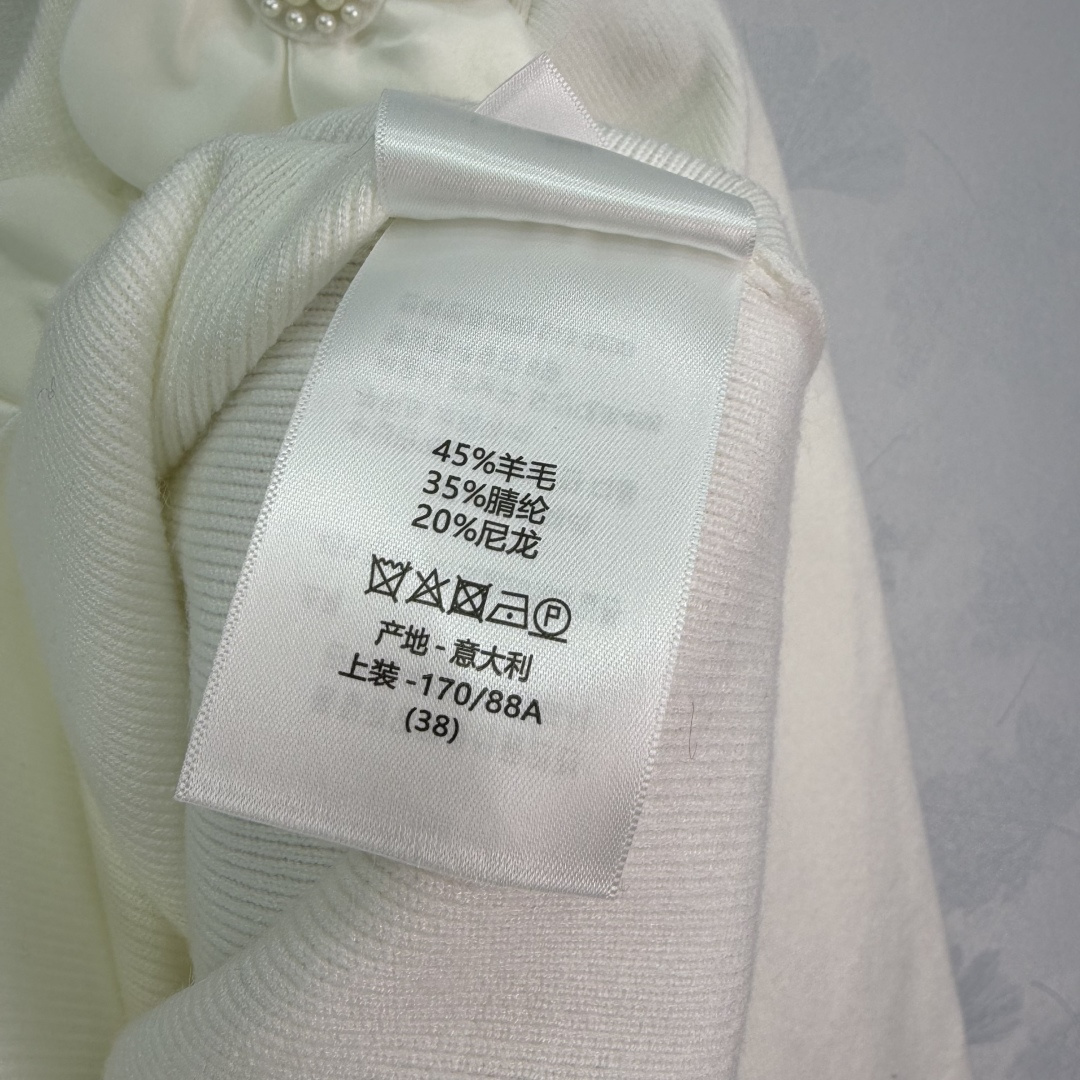 45%羊毛
35%腈纶
20%尼龙
P
产地 - 意大利
上装 -170/88A
(38)